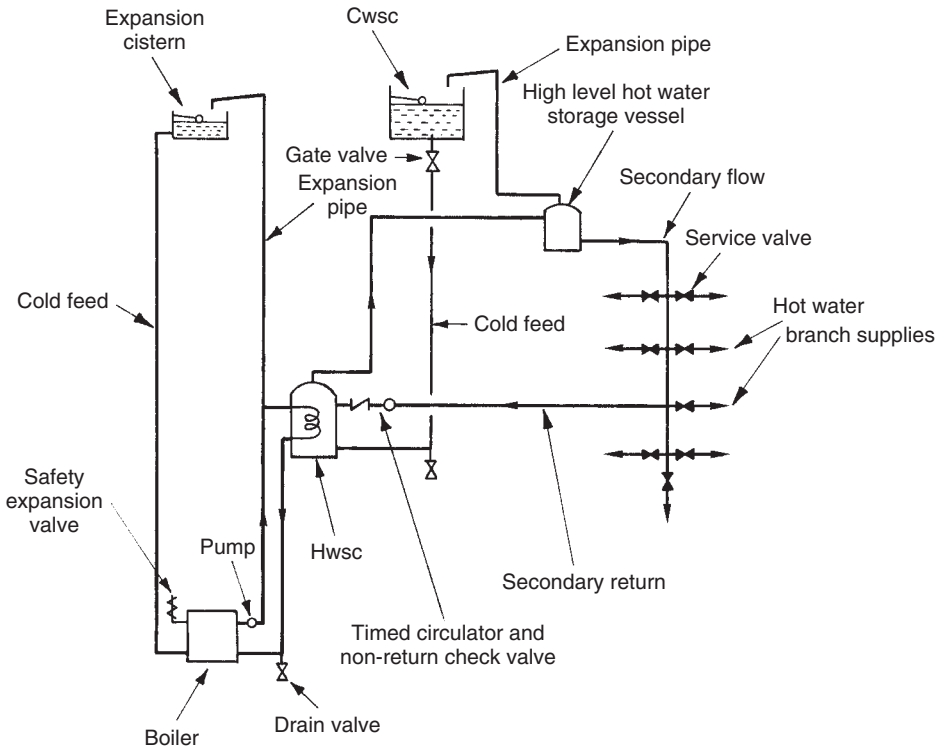 Expansion
cistern
Cwsc
Expansion pipe
High level hot water
storage vessel
Gate valve
Expansion
pipe
Secondary flow
Service valve
Cold feed
Cold feed
Hot water
branch supplies
Safety
expansion
valve
Pump
Hwsc
Secondary return
Timed circulator and
non-return check valve
Drain valve
Boiler